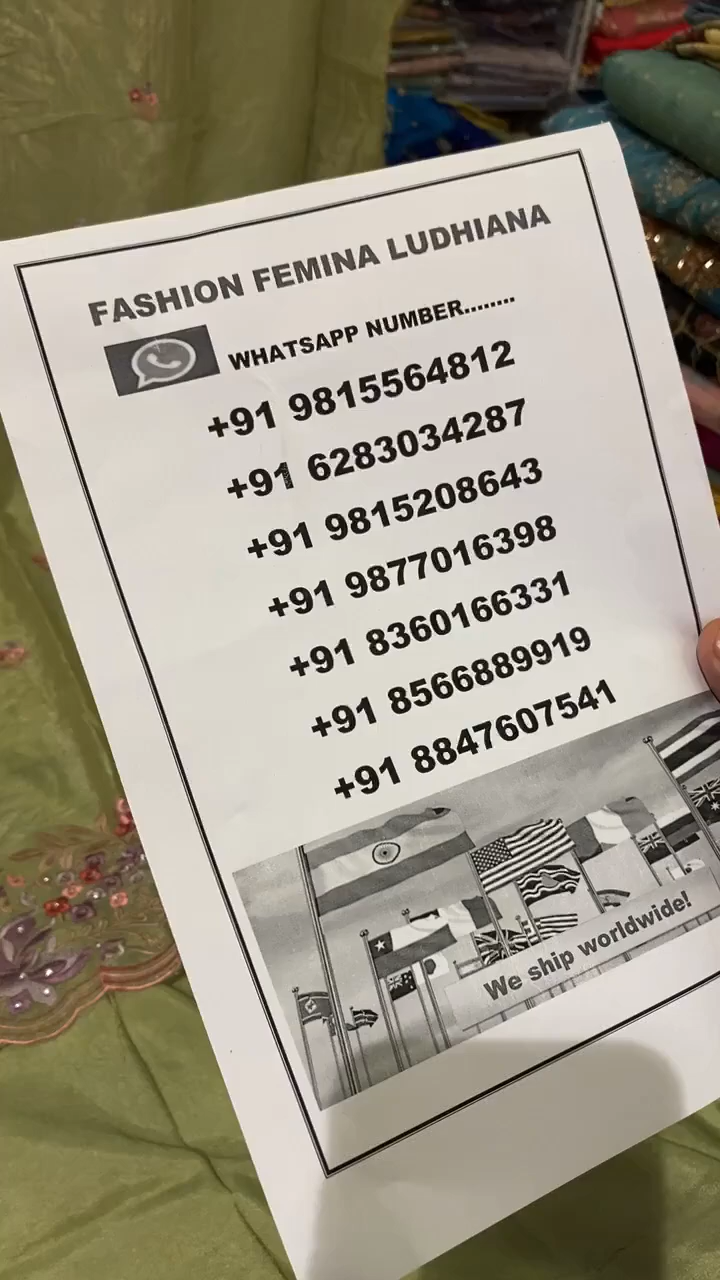 FASHION FEMINA LUDHIANA
WHATSAPP NUMBER........
+91 9815564812
+91 6283034287
+91 9815208643
+91 9877016398
+91 8360166331
+91 8566889919
+91 8847607541
We ship worldwide!